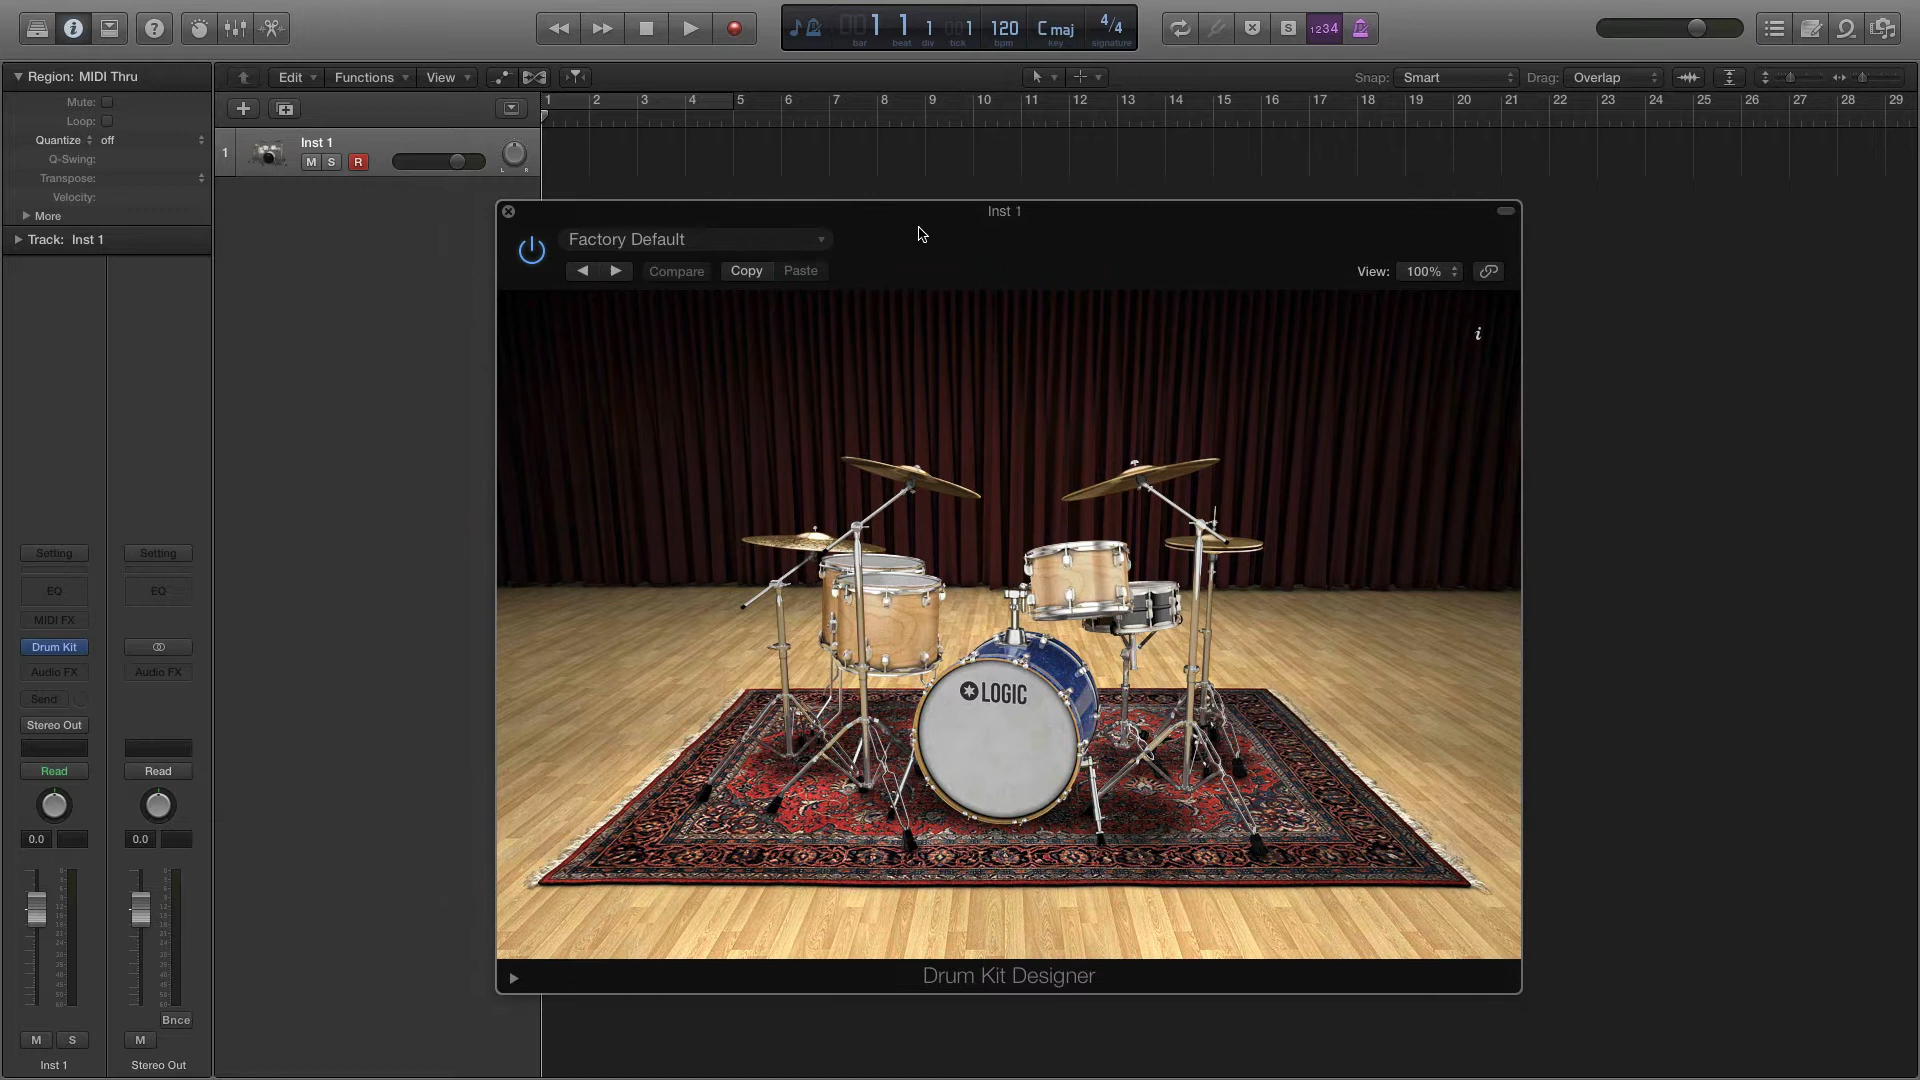 1 1 1 1 120 C maj 4/4
bar beat div tick bpm key signature
S 1234
Region: MIDI Thru
Edit Functions View
Snap: Smart Drag: Overlap
Mute:
Loop:
Quantize off
Q-Swing:
Transpose:
Velocity:
More
Track: Inst 1
1 2 3 4 5 6 7 8 9 10 11 12 13 14 15 16 17 18 19 20 21 22 23 24 25 26 27 28 29
1 Inst 1
M S R
L R
Inst 1
Factory Default
Compare Copy Paste
View: 100%
i
LOGIC
Drum Kit Designer
Setting Setting
EQ EQ
MIDI FX
Drum Kit
Audio FX Audio FX
Send
Stereo Out
Read Read
0.0 0.0
Bnce
M S M
Inst 1 Stereo Out